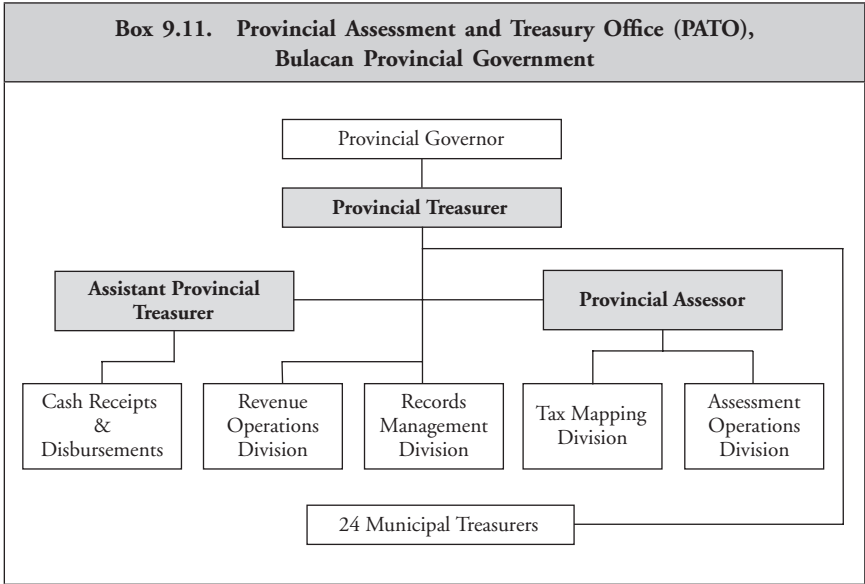 Box 9.11. Provincial Assessment and Treasury Office (PATO),
Bulacan Provincial Government
Provincial Governor
Provincial Treasurer
Assistant Provincial
Treasurer
Provincial Assessor
Cash Receipts
&
Disbursements
Revenue
Operations
Division
Records
Management
Division
Tax Mapping
Division
Assessment
Operations
Division
24 Municipal Treasurers